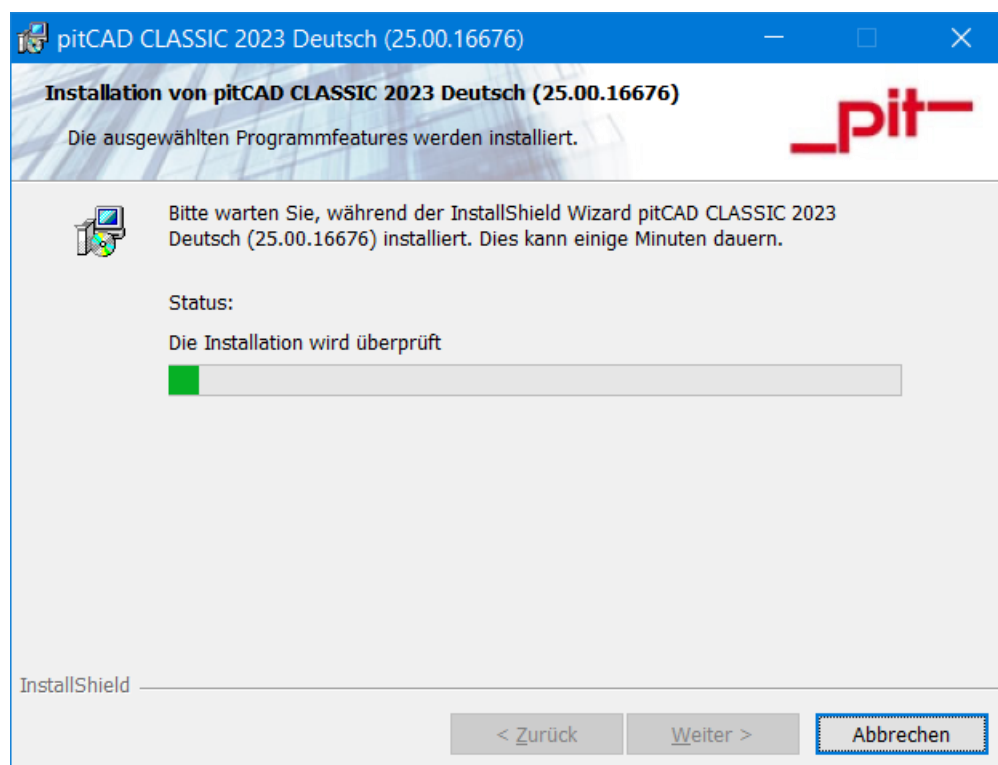 pitCAD CLASSIC 2023 Deutsch (25.00.16676)
Installation von pitCAD CLASSIC 2023 Deutsch (25.00.16676)
Die ausgewählten Programmfeatures werden installiert.
_pit
Bitte warten Sie, während der InstallShield Wizard pitCAD CLASSIC 2023
Deutsch (25.00.16676) installiert. Dies kann einige Minuten dauern.
Status:
Die Installation wird überprüft
InstallShield
< Zurück
Weiter >
Abbrechen